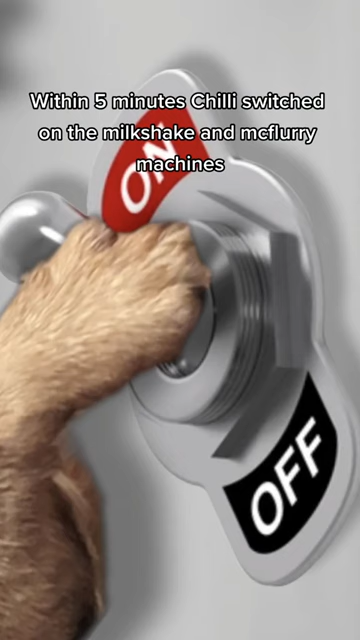 Within 5 minutes Chilli switched
on the milkshake and mcflurry
machines
ON
OFF